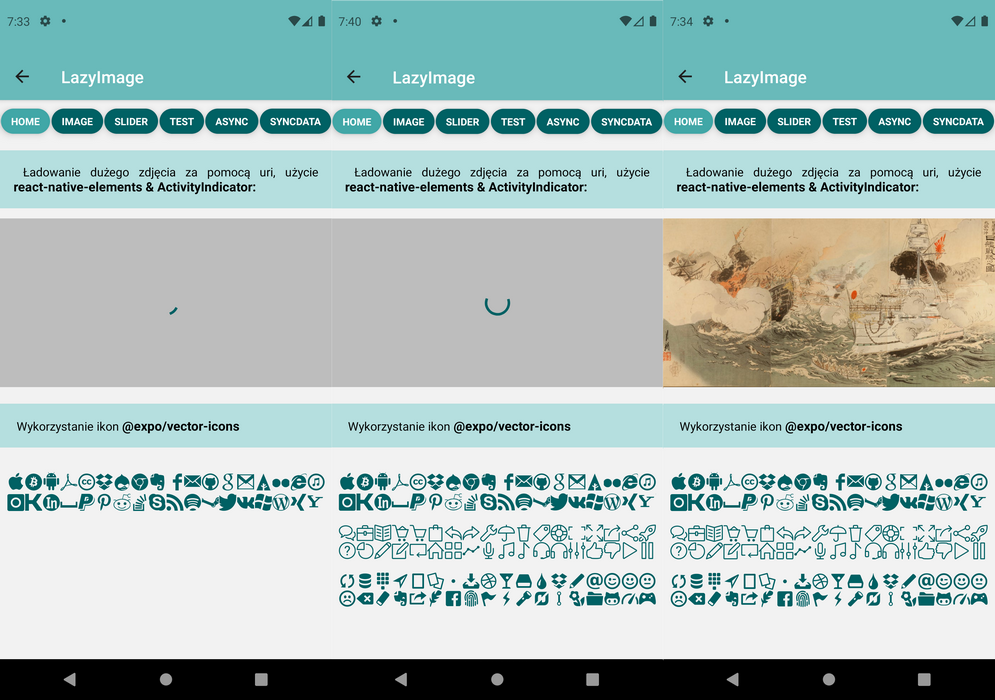 7:33
LazyImage
HOME IMAGE SLIDER TEST ASYNC SYNCDATA
Ładowanie dużego zdjęcia za pomocą uri, użycie
react-native-elements & ActivityIndicator:
Wykorzystanie ikon @expo/vector-icons
7:40
LazyImage
HOME IMAGE SLIDER TEST ASYNC SYNCDATA
Ładowanie dużego zdjęcia za pomocą uri, użycie
react-native-elements & ActivityIndicator:
Wykorzystanie ikon @expo/vector-icons
7:34
LazyImage
HOME IMAGE SLIDER TEST ASYNC SYNCDATA
Ładowanie dużego zdjęcia za pomocą uri, użycie
react-native-elements & ActivityIndicator:
Wykorzystanie ikon @expo/vector-icons